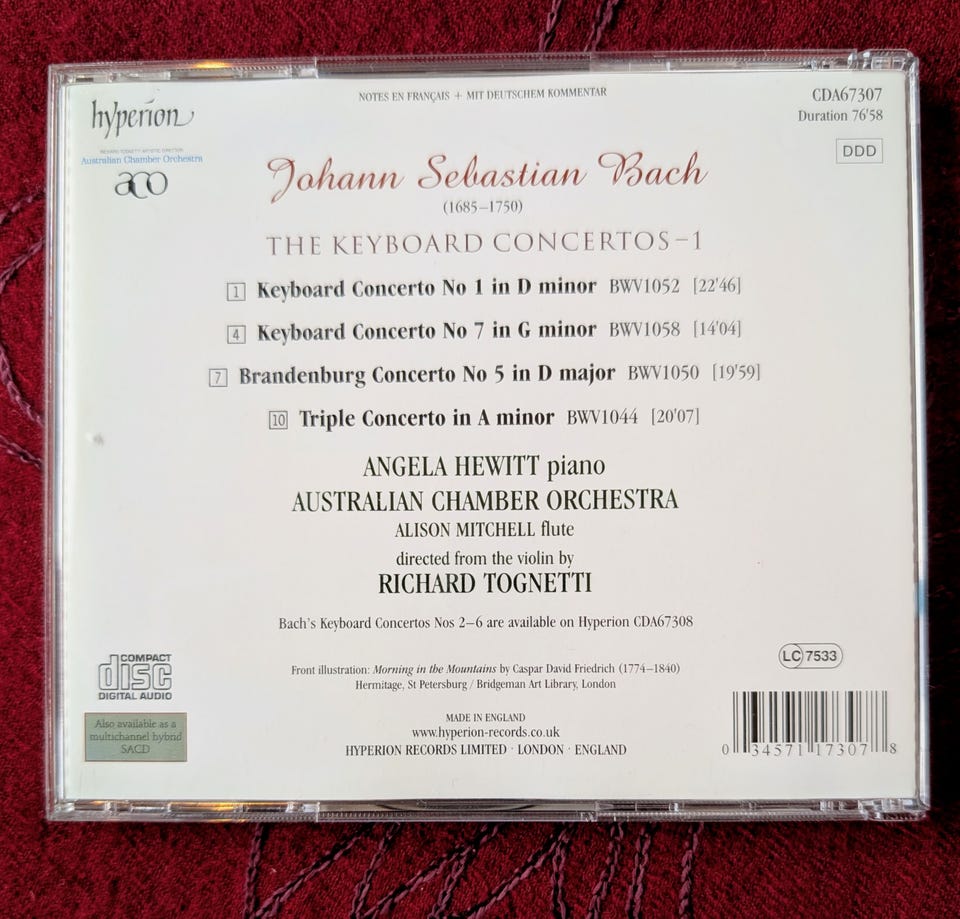 NOTES EN FRANÇAIS + MIT DEUTSCHEM KOMMENTAR
hyperion
CDA67307
Duration 76'58
DDD
RICHARD TOGNETTI ARTISTIC DIRECTOR
Australian Chamber Orchestra
aco
Johann Sebastian Bach
(1685–1750)
THE KEYBOARD CONCERTOS–1
1 Keyboard Concerto No 1 in D minor BWV1052 [22'46]
4 Keyboard Concerto No 7 in G minor BWV1058 [14'04]
7 Brandenburg Concerto No 5 in D major BWV1050 [19'59]
10 Triple Concerto in A minor BWV1044 [20'07]
ANGELA HEWITT piano
AUSTRALIAN CHAMBER ORCHESTRA
ALISON MITCHELL flute
directed from the violin by
RICHARD TOGNETTI
Bach's Keyboard Concertos Nos 2–6 are available on Hyperion CDA67308
LC 7533
Front illustration: Morning in the Mountains by Caspar David Friedrich (1774–1840)
Hermitage, St Petersburg / Bridgeman Art Library, London
COMPACT
disc
DIGITAL AUDIO
Also available as a
multichannel hybrid
SACD
MADE IN ENGLAND
www.hyperion-records.co.uk
HYPERION RECORDS LIMITED · LONDON · ENGLAND
0 34571 17307 8